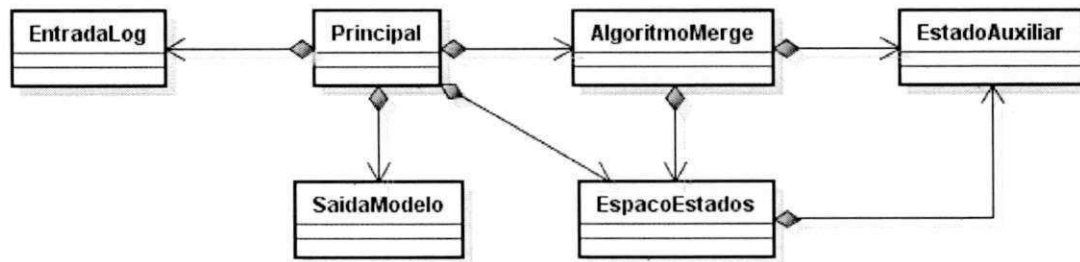 EntradaLog
Principal
AlgoritmoMerge
EstadoAuxiliar
SaidaModelo
EspacoEstados